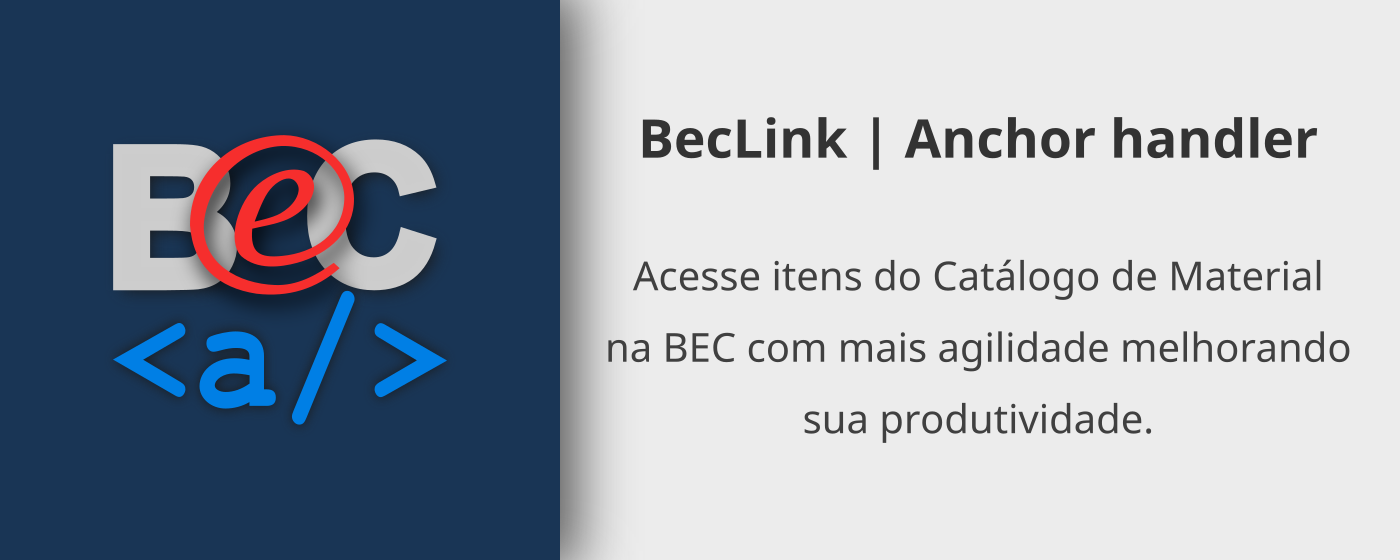 BeC
<a/>
BecLink | Anchor handler
Acesse itens do Catálogo de Material
na BEC com mais agilidade melhorando
sua produtividade.